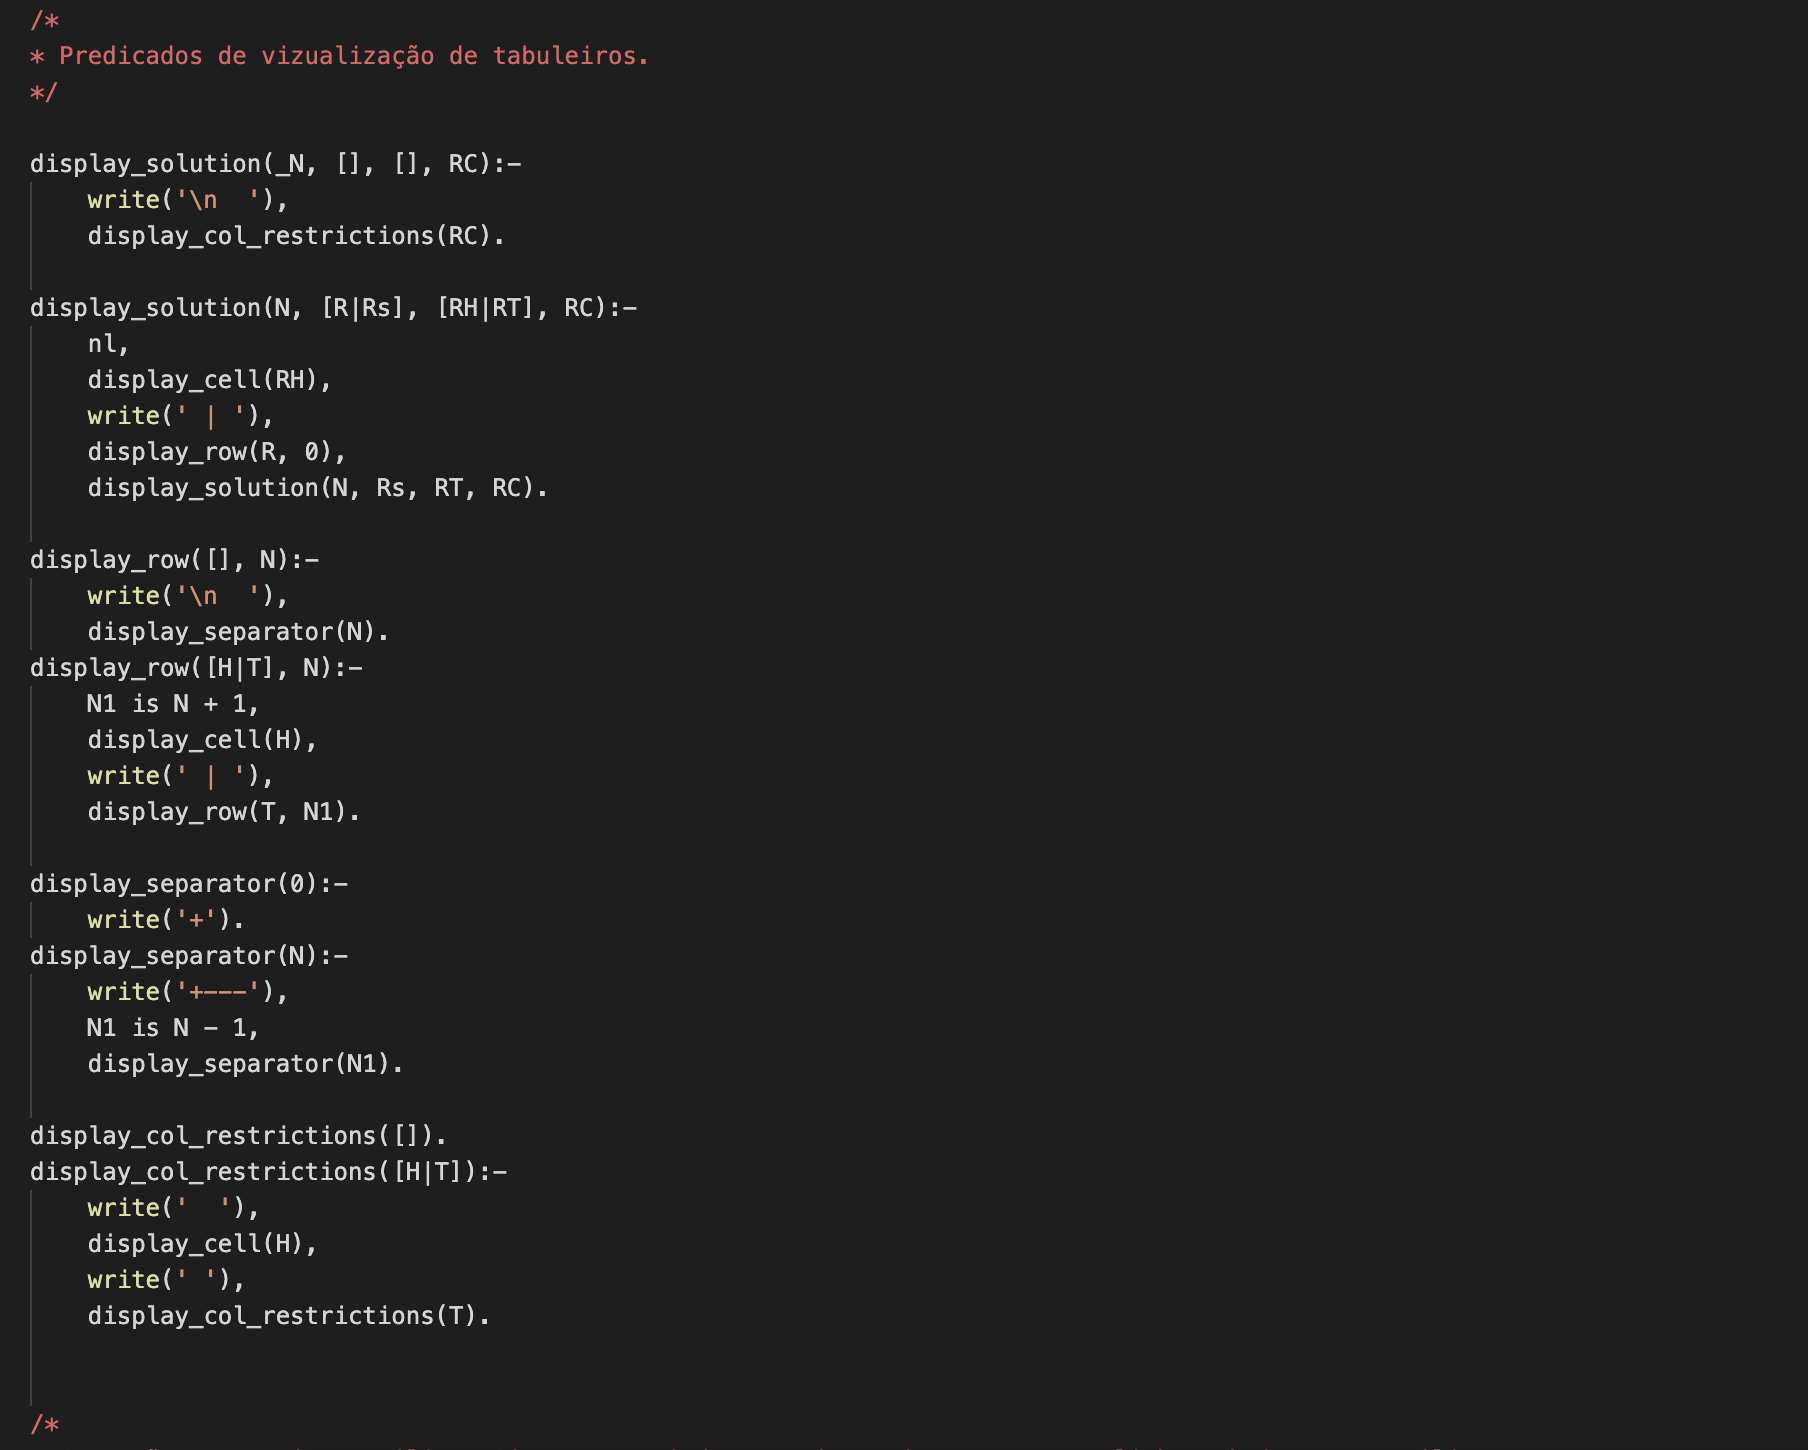 /*
* Predicados de vizualização de tabuleiros.
*/
display_solution(_N, [], [], RC):-
    write('\n  '),
    display_col_restrictions(RC).
display_solution(N, [R|Rs], [RH|RT], RC):-
    nl,
    display_cell(RH),
    write(' | '),
    display_row(R, 0),
    display_solution(N, Rs, RT, RC).
display_row([], N):-
    write('\n  '),
    display_separator(N).
display_row([H|T], N):-
    N1 is N + 1,
    display_cell(H),
    write(' | '),
    display_row(T, N1).
display_separator(0):-
    write('+').
display_separator(N):-
    write('+---'),
    N1 is N - 1,
    display_separator(N1).
display_col_restrictions([]).
display_col_restrictions([H|T]):-
    write('  '),
    display_cell(H),
    write(' '),
    display_col_restrictions(T).
/*